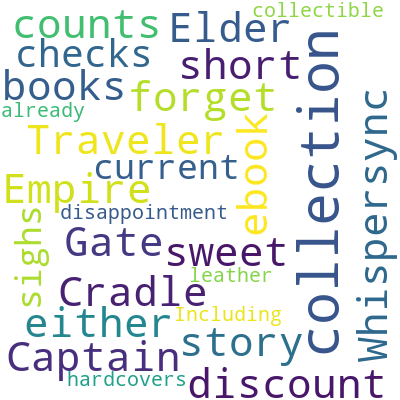 collectible
counts Elder
checks short
books forget
already
Traveler
current
Empire ebook
disappointment
collection
Whispersync
sighs
Gate sweet
leather
Cradle
Including
either story
Captain
hardcovers discount